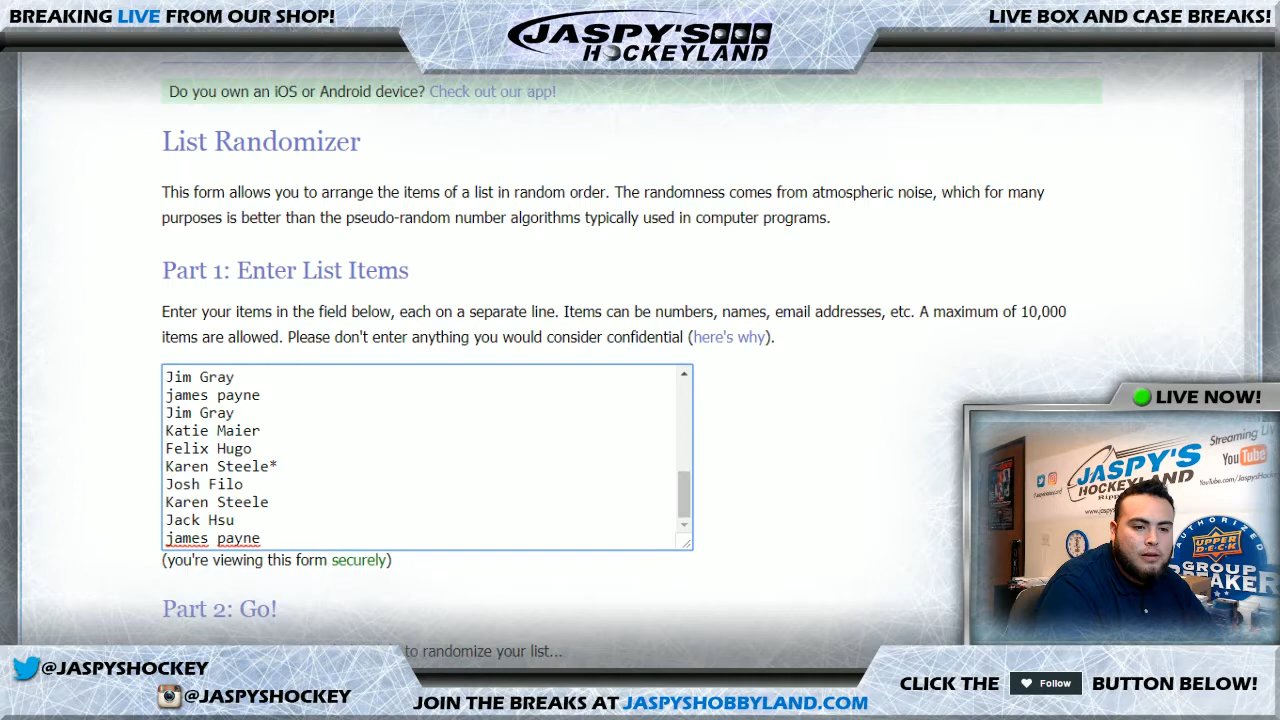 BREAKING LIVE FROM OUR SHOP!
JASPY'S
HOCKEYLAND
LIVE BOX AND CASE BREAKS!
Do you own an iOS or Android device? Check out our app!
List Randomizer
This form allows you to arrange the items of a list in random order. The randomness comes from atmospheric noise, which for many
purposes is better than the pseudo-random number algorithms typically used in computer programs.
Part 1: Enter List Items
Enter your items in the field below, each on a separate line. Items can be numbers, names, email addresses, etc. A maximum of 10,000
items are allowed. Please don't enter anything you would consider confidential (here's why).
Jim Gray
james payne
Jim Gray
Katie Maier
Felix Hugo
Karen Steele*
Josh Filo
Karen Steele
Jack Hsu
james payne
(you're viewing this form securely)
Part 2: Go!
to randomize your list...
LIVE NOW!
Streaming LIV
YouTube
JASPY'S
HOCKEYLAND
AUTHORIZED
UPPER DECK
GROUP
BREAKER
@JASPYSHOCKEY
@JASPYSHOCKEY
JOIN THE BREAKS AT JASPYSHOBBYLAND.COM
CLICK THE Follow BUTTON BELOW!